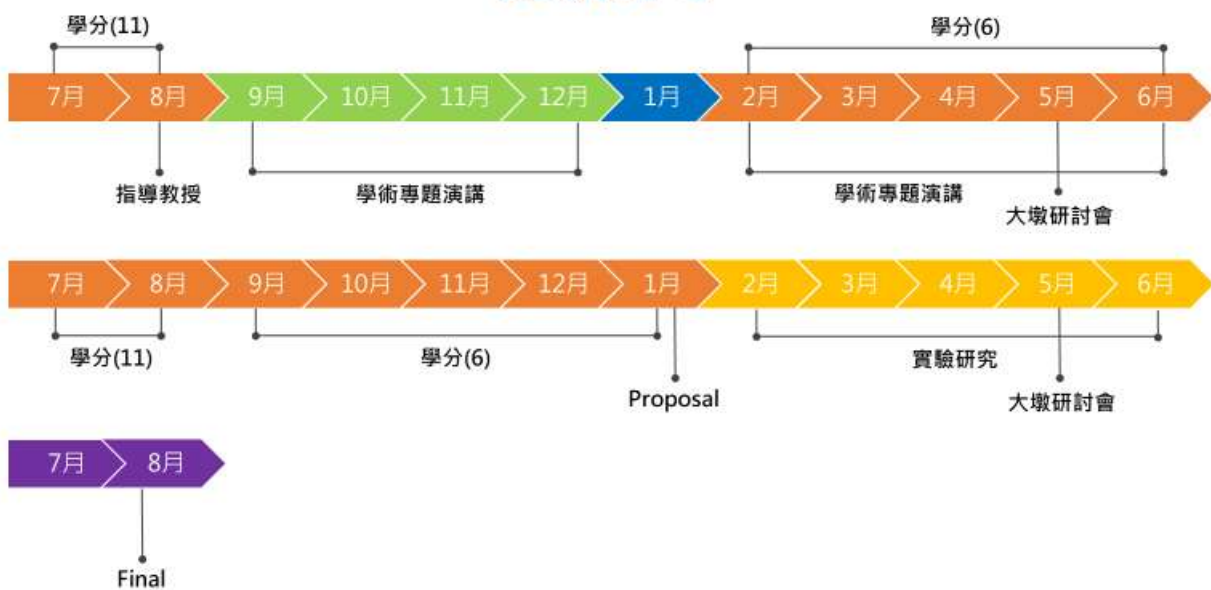 學分(11)
學分(6)
7月
8月
9月
10月
11月
12月
1月
2月
3月
4月
5月
6月
指導教授
學術專題演講
學術專題演講
大墩研討會
7月
8月
9月
10月
11月
12月
1月
2月
3月
4月
5月
6月
學分(11)
學分(6)
實驗研究
Proposal
大墩研討會
7月
8月
Final